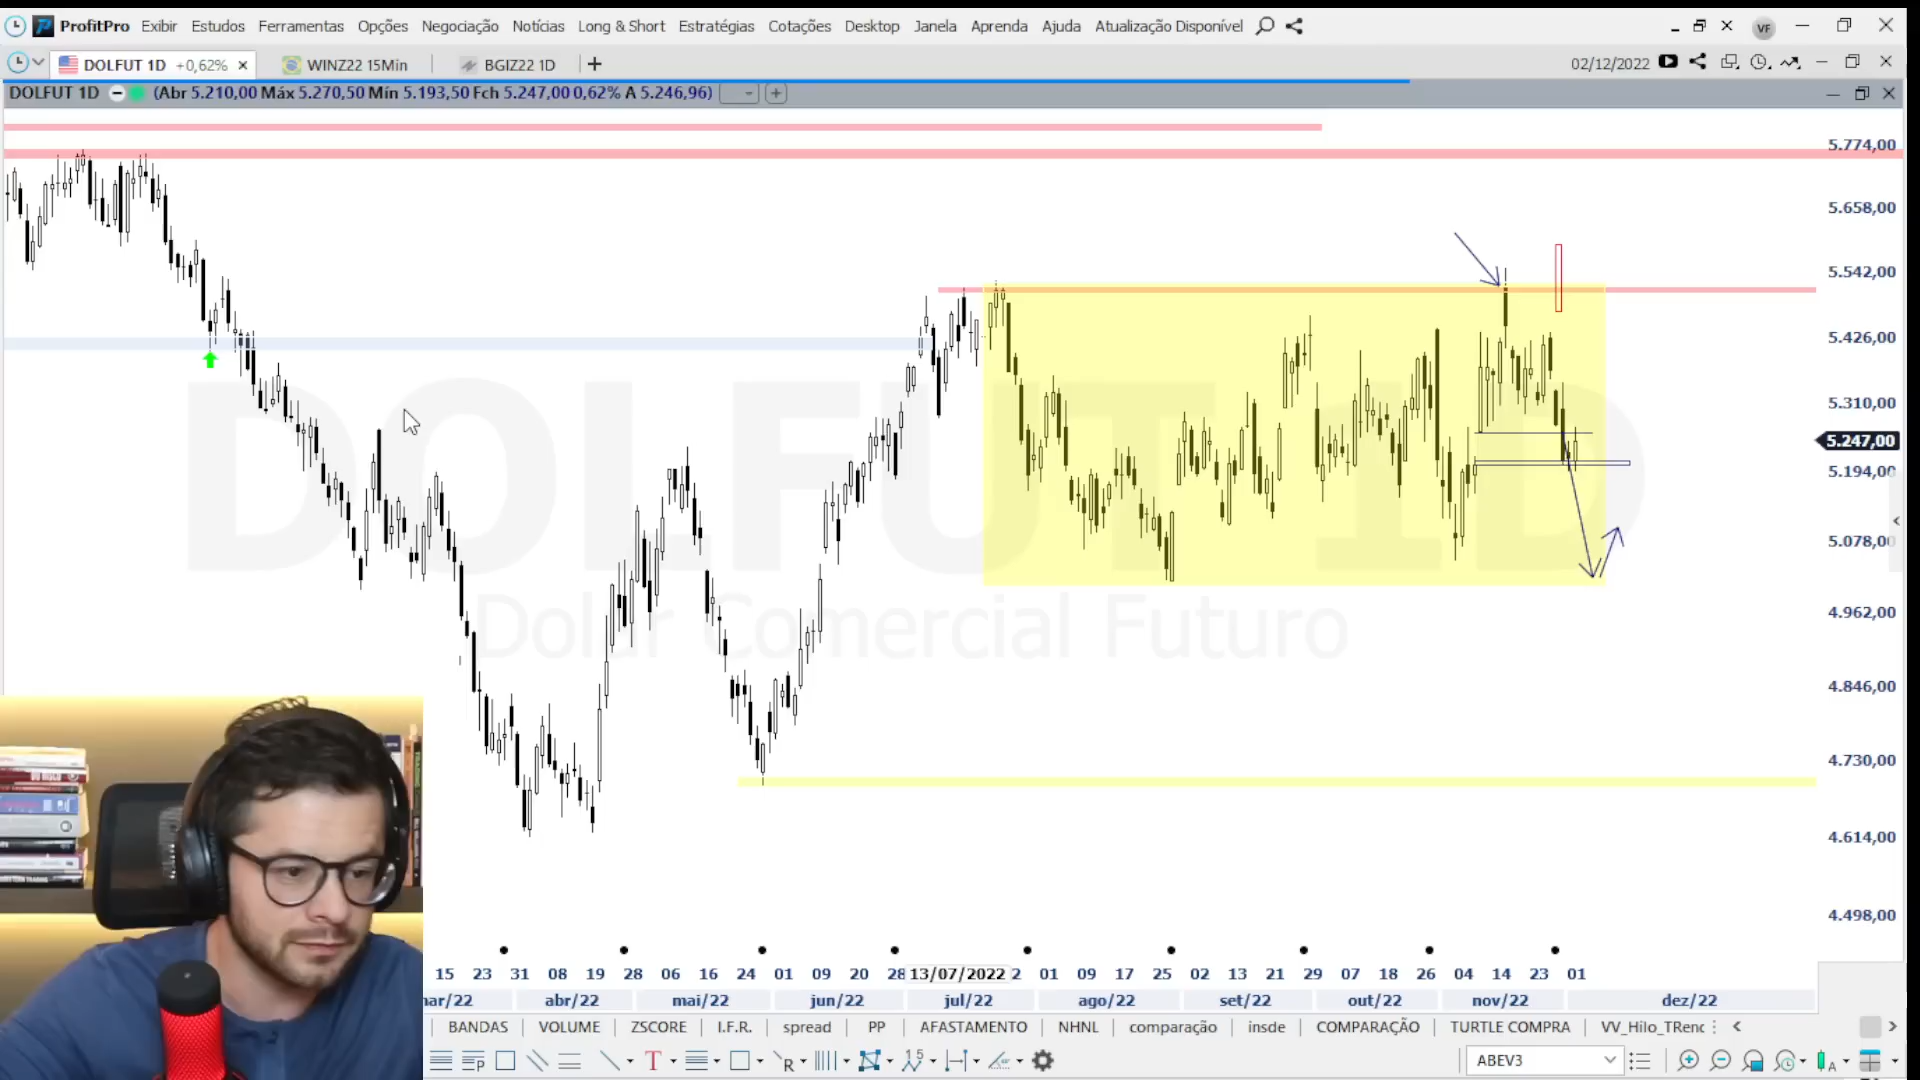 ProfitPro Exibir Estudos Ferramentas Opções Negociação Notícias Long & Short Estratégias Cotações Desktop Janela Aprenda Ajuda Atualização Disponível VF
DOLFUT 1D +0,62% WINZ22 15Min BGIZ22 1D 02/12/2022
DOLFUT 1D (Abr 5.210,00 Máx 5.270,50 Mín 5.193,50 Fch 5.247,00 0,62% A 5.246,96)
5.774,00
5.658,00
5.542,00
5.426,00
5.310,00
5.247,00
5.194,00
5.078,00
4.962,00
4.846,00
4.730,00
4.614,00
4.498,00
DOLFUT 1D
Dolar Comercial Futuro
15 23 31 08 19 28 06 16 24 01 09 20 28 13/07/2022 2 01 09 17 25 02 13 21 29 07 18 26 04 14 23 01
mar/22 abr/22 mai/22 jun/22 jul/22 ago/22 set/22 out/22 nov/22 dez/22
BANDAS VOLUME ZSCORE I.F.R. spread PP AFASTAMENTO NHNL comparação insde COMPARAÇÃO TURTLE COMPRA VV_Hilo_TRenc
ABEV3